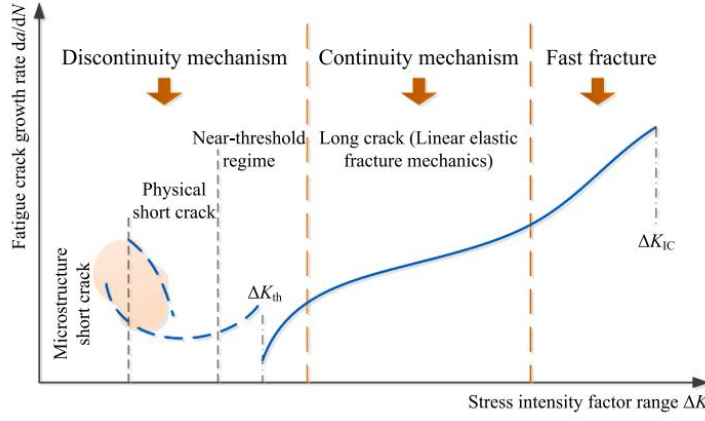 Fatigue crack growth rate da/dN
Discontinuity mechanism
Continuity mechanism
Fast fracture
Near-threshold
regime
Long crack (Linear elastic
fracture mechanics)
Physical
short crack
Microstructure
short crack
ΔKth
ΔKIC
Stress intensity factor range ΔK